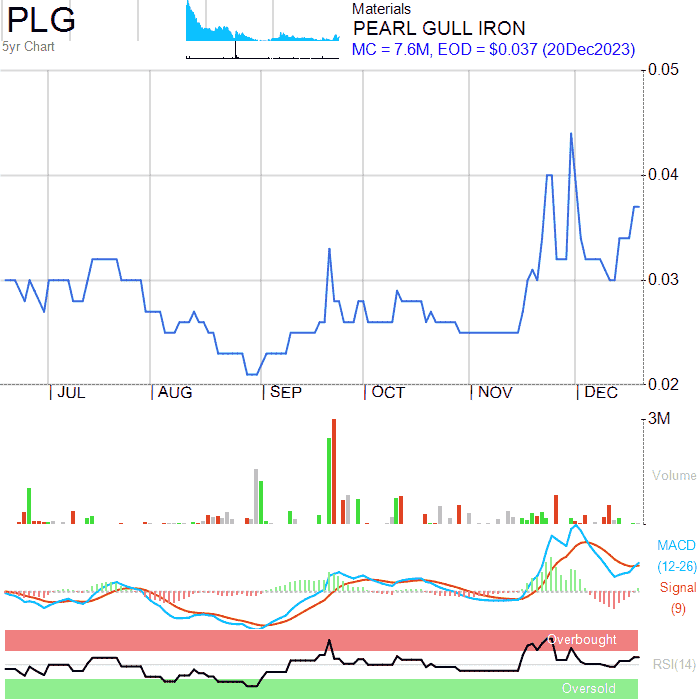 PLG
5yr Chart
Materials
PEARL GULL IRON
MC = 7.6M, EOD = $0.037 (20Dec2023)
0.05
0.04
0.03
0.02
JUL AUG SEP OCT NOV DEC
3M
Volume
MACD
(12-26)
Signal
(9)
Overbought
RSI(14)
Oversold